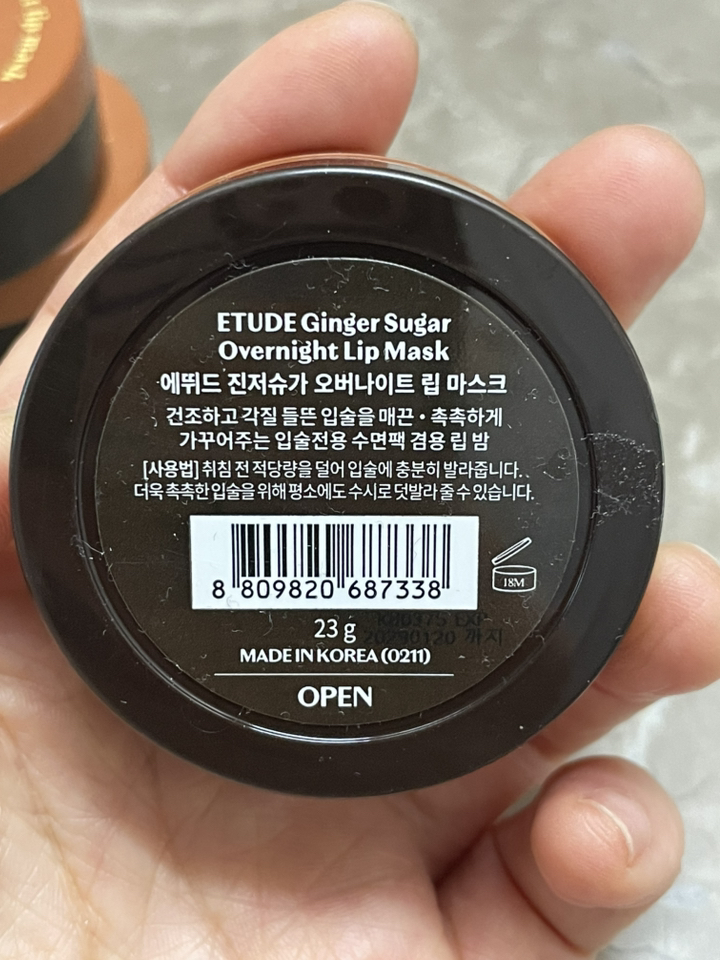 lip mask
ETUDE Ginger Sugar
Overnight Lip Mask
에뛰드 진저슈가 오버나이트 립 마스크
건조하고 각질 들뜬 입술을 매끈 • 촉촉하게
가꾸어주는 입술전용 수면팩 겸용 립 밤
[사용법] 취침 전 적당량을 덜어 입술에 충분히 발라줍니다.
더욱 촉촉한 입술을 위해 평소에도 수시로 덧발라 줄 수 있습니다.
8 809820 687338
18M
23 g
EXP
20290120 까지
MADE IN KOREA (0211)
OPEN